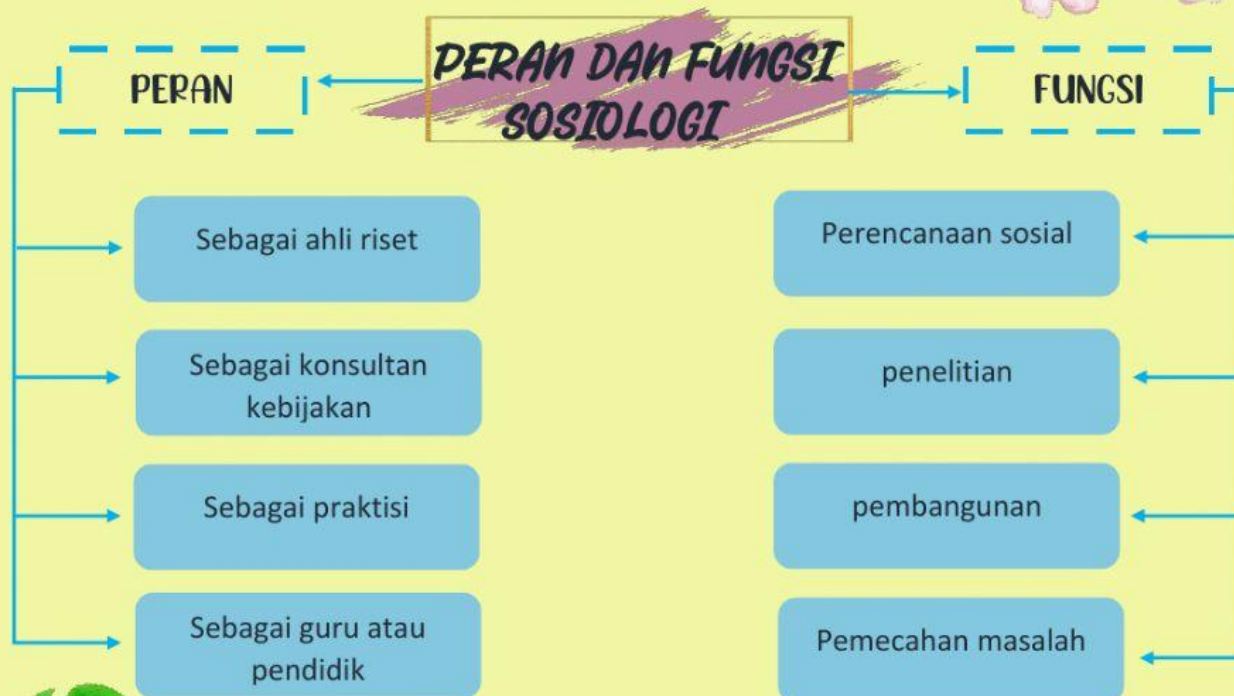 PERAN DAN FUNGSI
SOSIOLOGI
PERAN
Sebagai ahli riset
Sebagai konsultan
kebijakan
Sebagai praktisi
Sebagai guru atau
pendidik
FUNGSI
Perencanaan sosial
penelitian
pembangunan
Pemecahan masalah